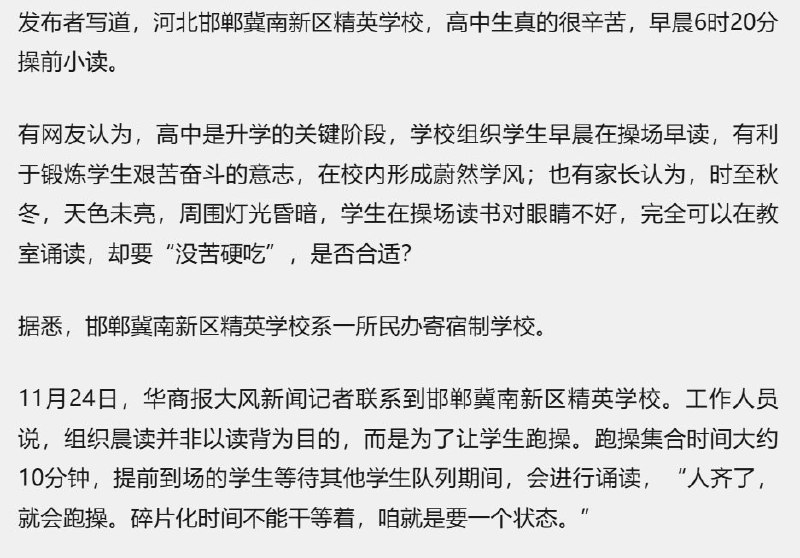 发布者写道，河北邯郸冀南新区精英学校，高中生真的很辛苦，早晨6时20分
操前小读。
有网友认为，高中是升学的关键阶段，学校组织学生早晨在操场早读，有利
于锻炼学生艰苦奋斗的意志，在校内形成蔚然学风；也有家长认为，时至秋
冬，天色未亮，周围灯光昏暗，学生在操场读书对眼睛不好，完全可以在教
室诵读，却要“没苦硬吃”，是否合适？
据悉，邯郸冀南新区精英学校系一所民办寄宿制学校。
11月24日，华商报大风新闻记者联系到邯郸冀南新区精英学校。工作人员
说，组织晨读并非以读背为目的，而是为了让学生跑操。跑操集合时间大约
10分钟，提前到场的学生等待其他学生队列期间，会进行诵读，“人齐了，
就会跑操。碎片化时间不能干等着，咱就是要一个状态。”